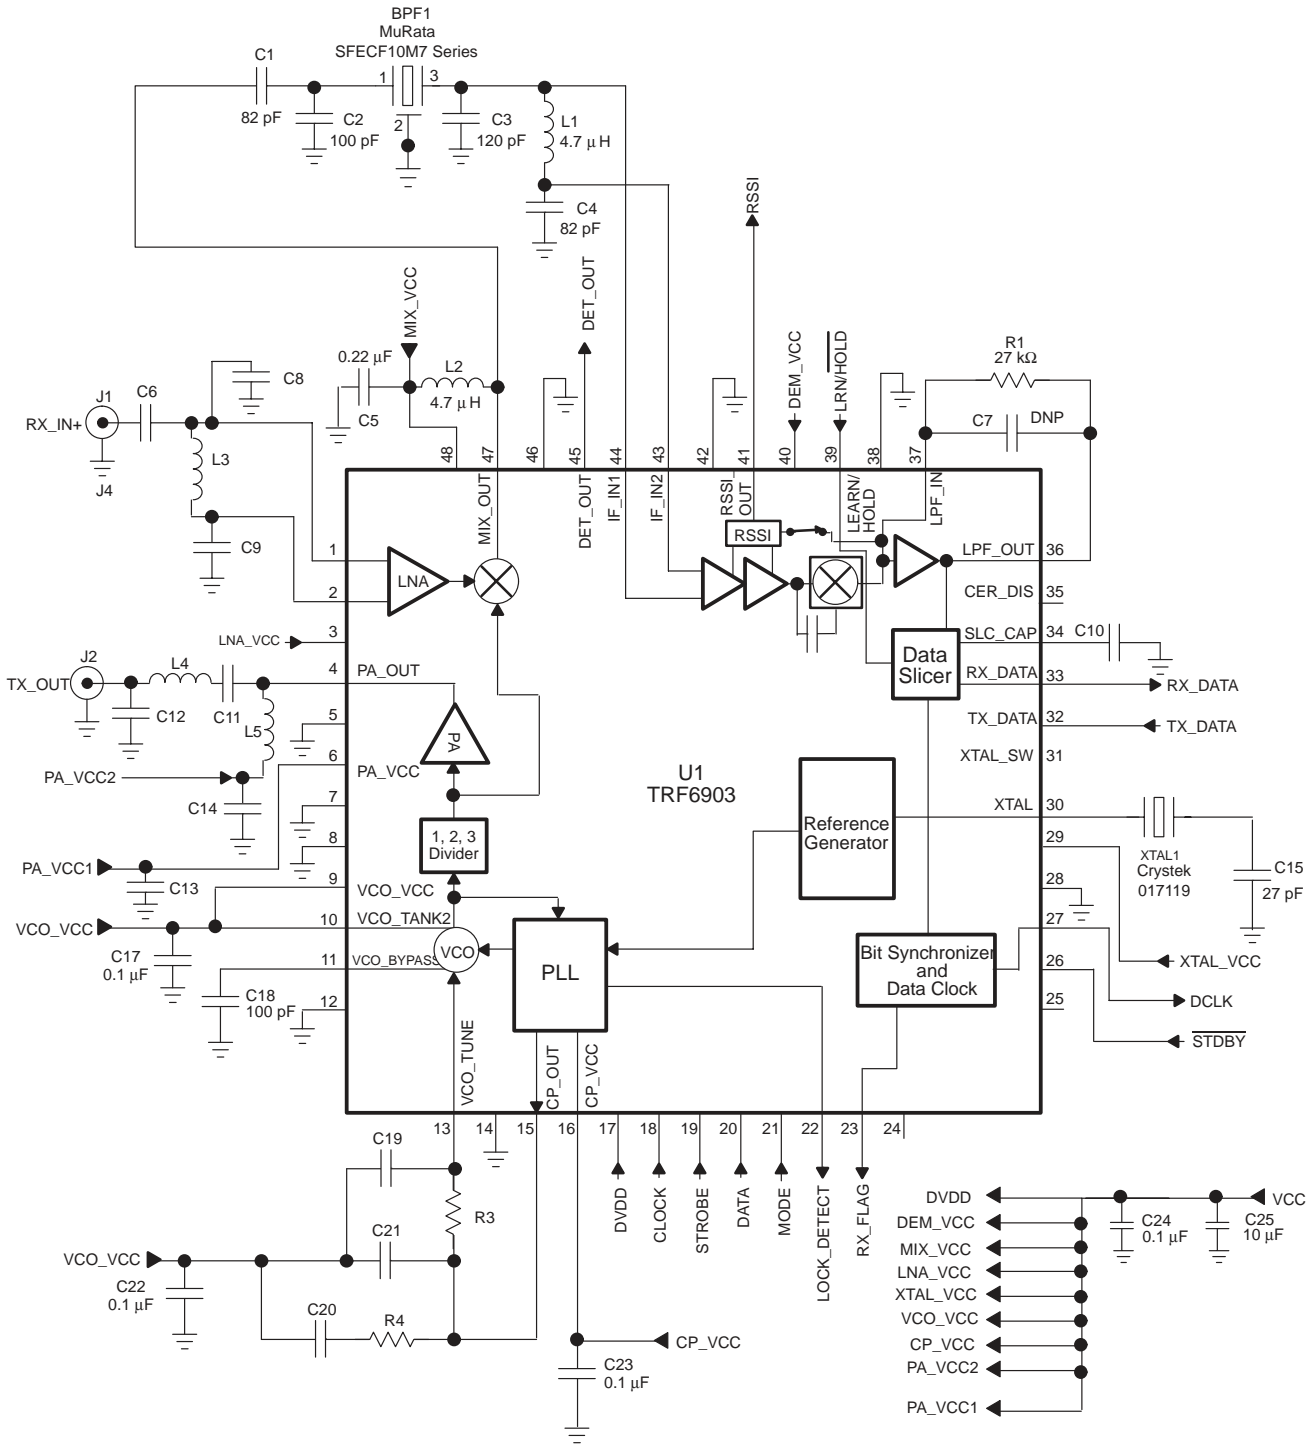 BPF1
MuRata
SFECF10M7 Series
C1
82 pF
1
3
2
C2
100 pF
C3
120 pF
L1
4.7 μ H
C4
82 pF
RSSI
DET_OUT
MIX_VCC
DEM_VCC
LRN/HOLD
0.22 μF
C5
L2
4.7 μ H
R1
27 kΩ
C7
DNP
J1
RX_IN+
J4
C6
C8
L3
C9
48
47
46
45
44
43
42
41
40
39
38
37
MIX_OUT
DET_OUT
IF_IN1
IF_IN2
RSSI_
OUT
LEARN/
HOLD
LPF_IN
RSSI
1
2
LNA
LPF_OUT
36
CER_DIS
35
SLC_CAP
34
C10
Data
Slicer
RX_DATA
33
RX_DATA
TX_DATA
32
TX_DATA
XTAL_SW
31
LNA_VCC
3
J2
TX_OUT
L4
C12
C11
L5
4
PA_OUT
5
PA
6
PA_VCC
PA_VCC2
C14
7
8
1, 2, 3
Divider
U1
TRF6903
Reference
Generator
XTAL
30
29
XTAL1
Crystek
017119
C15
27 pF
28
27
26
25
XTAL_VCC
DCLK
STDBY
PA_VCC1
C13
9
VCO_VCC
VCO_VCC
10
VCO_TANK2
C17
0.1 μF
11
VCO_BYPASS
VCO
PLL
C18
100 pF
12
Bit Synchronizer
and
Data Clock
VCO_TUNE
CP_OUT
CP_VCC
13
14
15
16
17
18
19
20
21
22
23
24
DVDD
CLOCK
STROBE
DATA
MODE
LOCK_DETECT
RX_FLAG
C19
R3
C21
VCO_VCC
C22
0.1 μF
C20
R4
CP_VCC
C23
0.1 μF
DVDD
DEM_VCC
MIX_VCC
LNA_VCC
XTAL_VCC
VCO_VCC
CP_VCC
PA_VCC2
PA_VCC1
VCC
C24
0.1 μF
C25
10 μF